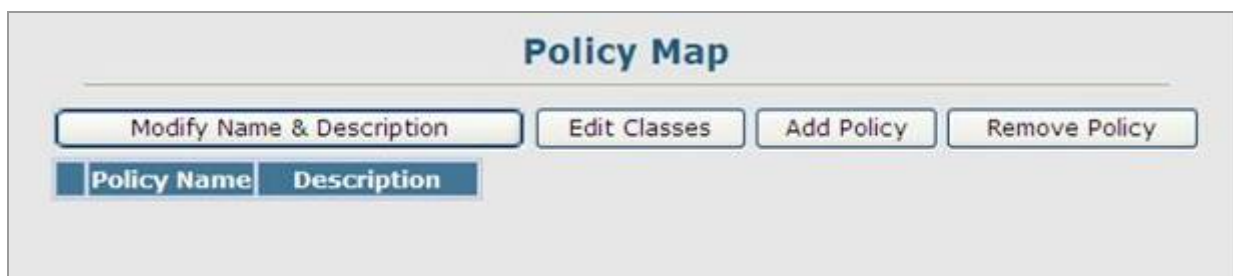 Policy Map
Modify Name & Description Edit Classes Add Policy Remove Policy
Policy Name Description